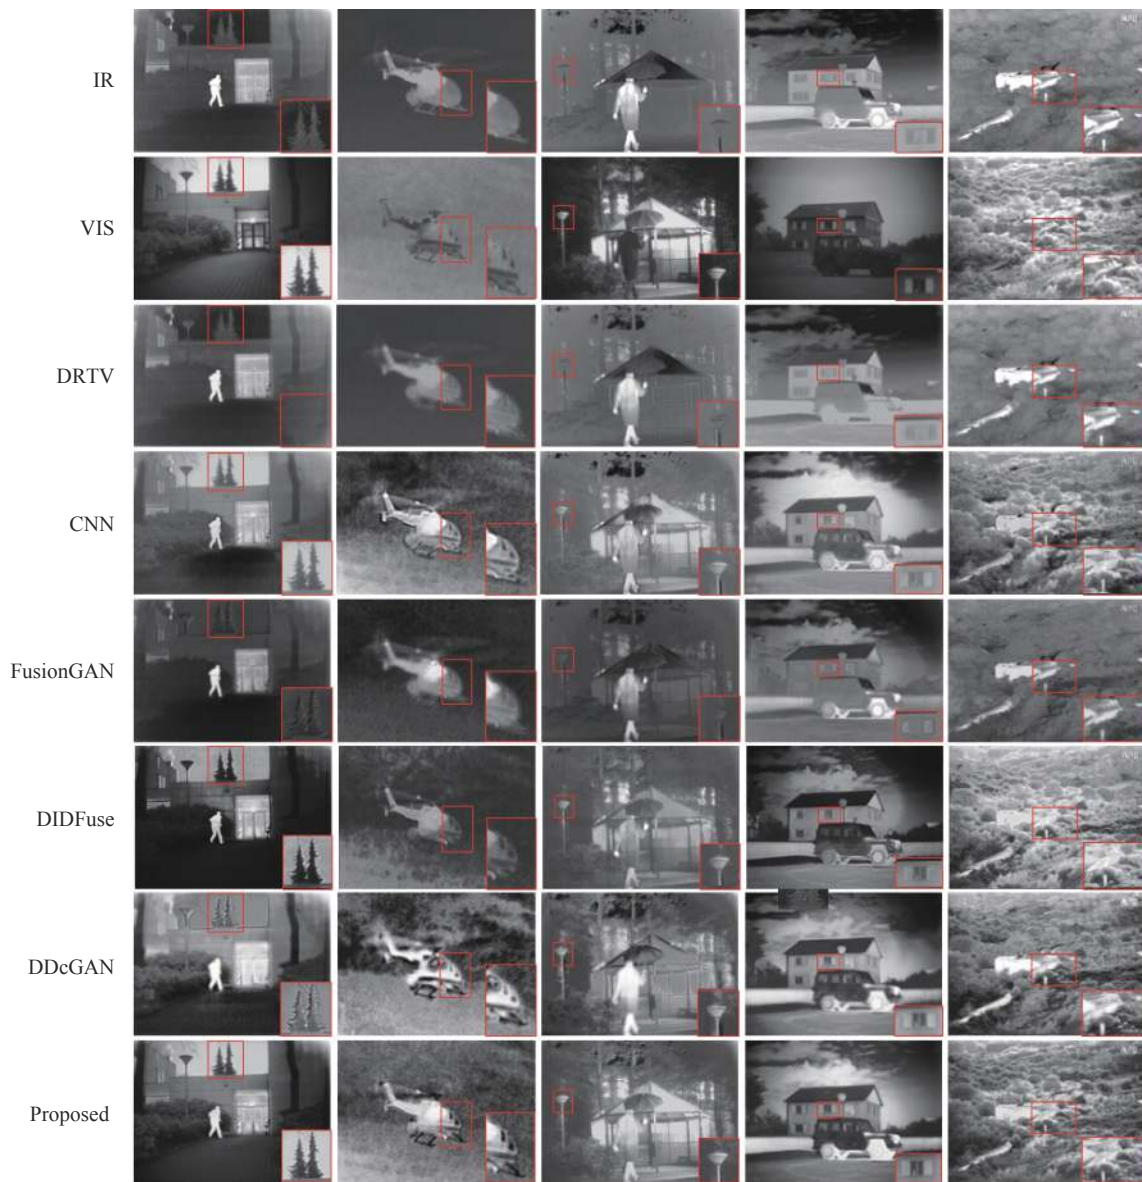 IR
VIS
DRTV
CNN
FusionGAN
DIDFuse
DDcGAN
Proposed